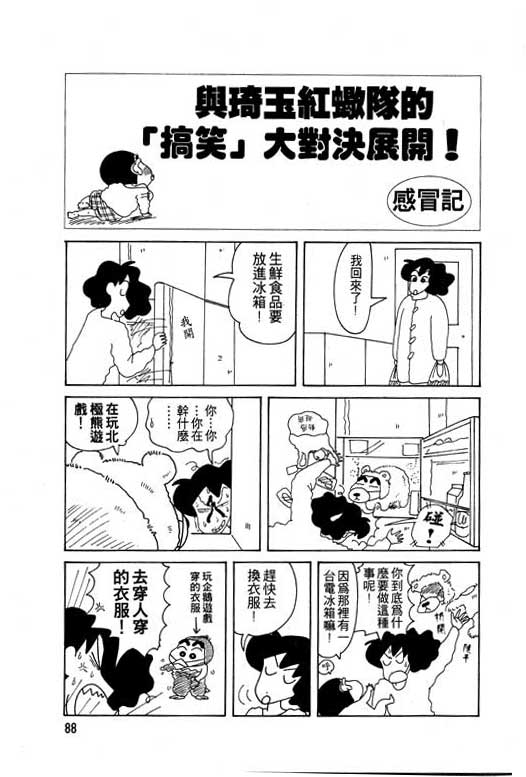 與琦玉紅蠍隊的
「搞笑」大對決展開！
感冒記
我回來了！
生鮮食品要
放進冰箱！
我開
碰！
你…你
……你在
幹什麼
在玩北
極熊遊
戲！
你到底爲什
麼要做這種
事呢！
因爲那裡有一
台電冰箱嘛！
趕快去
換衣服！
玩企鵝遊戲
穿的衣服→
去穿人穿
的衣服！
88